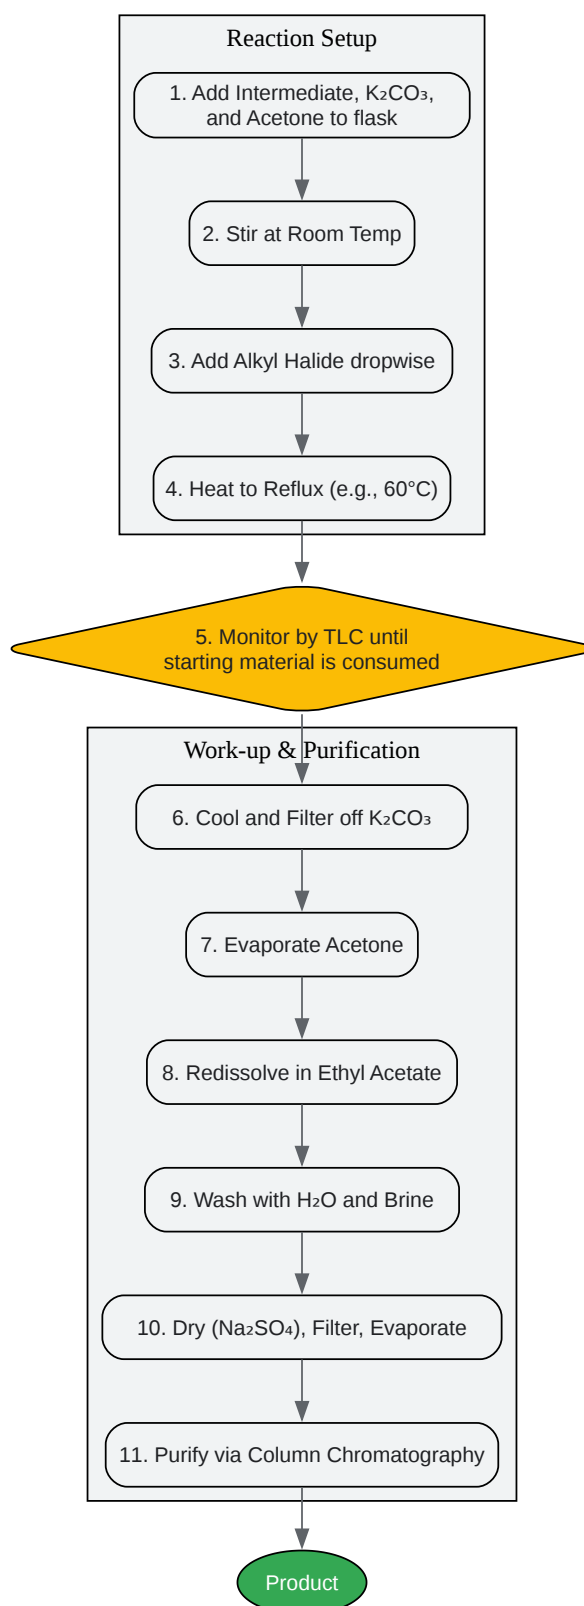 Reaction Setup
1. Add Intermediate, K₂CO₃,
and Acetone to flask
2. Stir at Room Temp
3. Add Alkyl Halide dropwise
4. Heat to Reflux (e.g., 60°C)
5. Monitor by TLC until
starting material is consumed
Work-up & Purification
6. Cool and Filter off K₂CO₃
7. Evaporate Acetone
8. Redissolve in Ethyl Acetate
9. Wash with H₂O and Brine
10. Dry (Na₂SO₄), Filter, Evaporate
11. Purify via Column Chromatography
Product